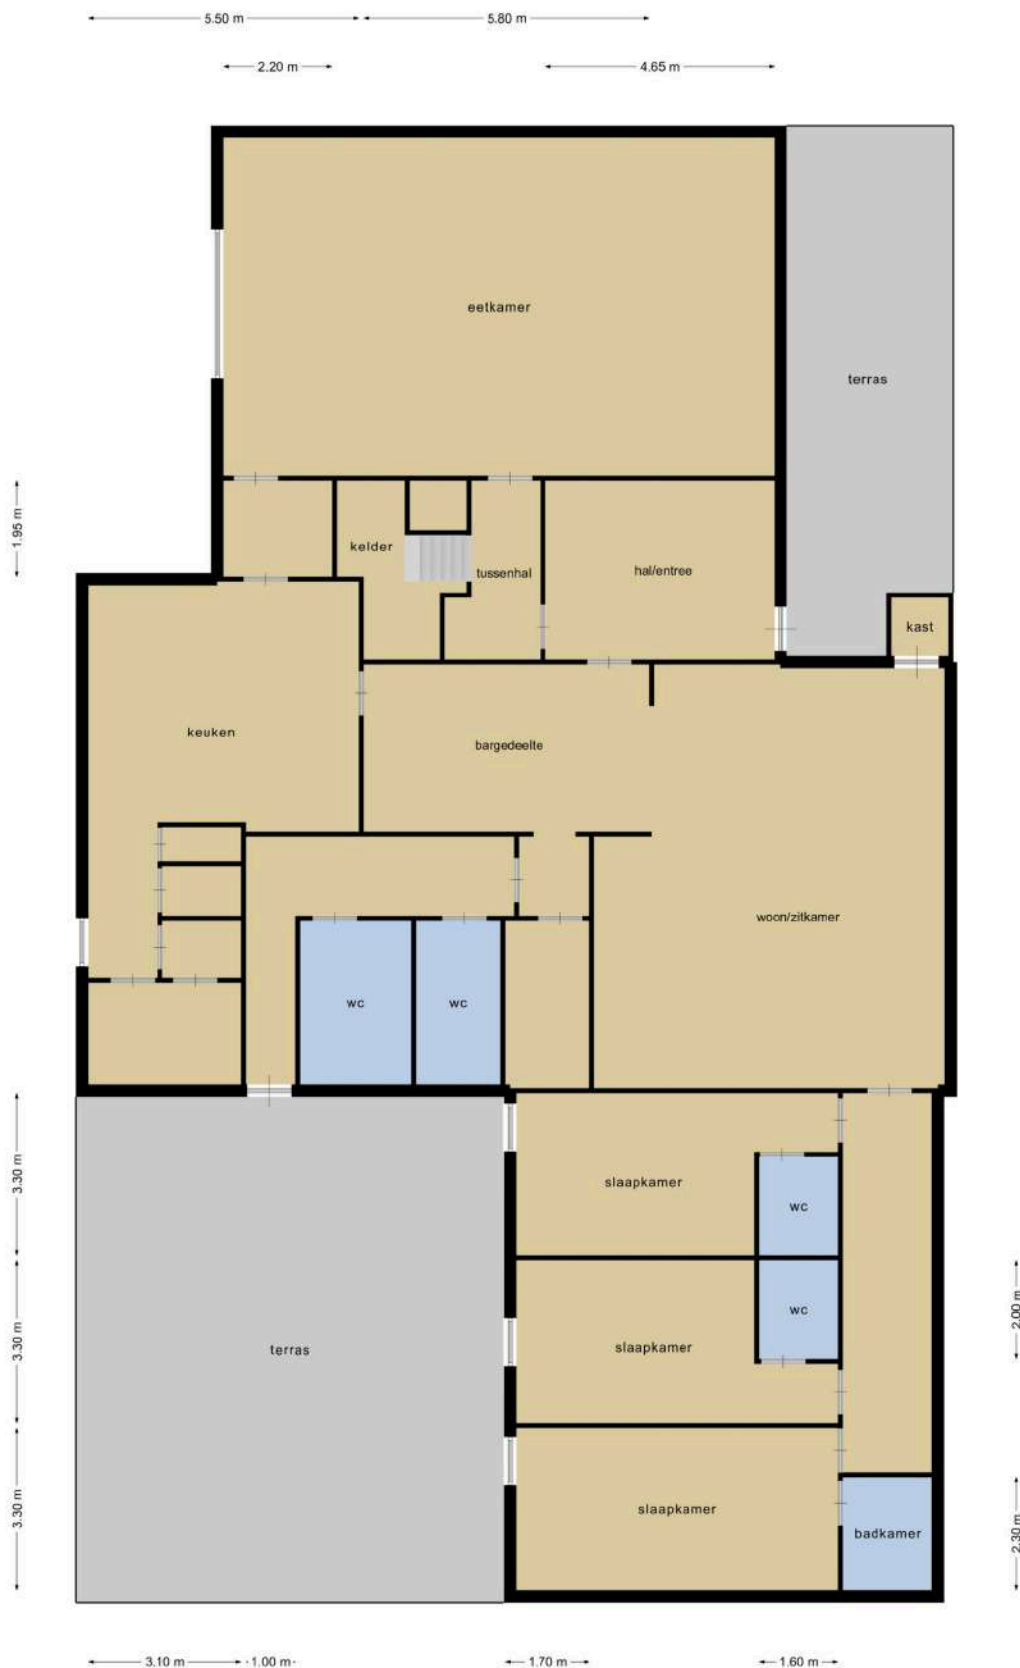 5.50 m
5.80 m
2.20 m
4.65 m
eetkamer
terras
1.95 m
kelder
tussenhal
hal/entree
kast
keuken
bargedeelte
woon/zitkamer
wc
wc
3.30 m
slaapkamer
wc
2.00 m
3.30 m
terras
wc
slaapkamer
3.30 m
slaapkamer
badkamer
2.30 m
3.10 m
1.00 m
1.70 m
1.60 m